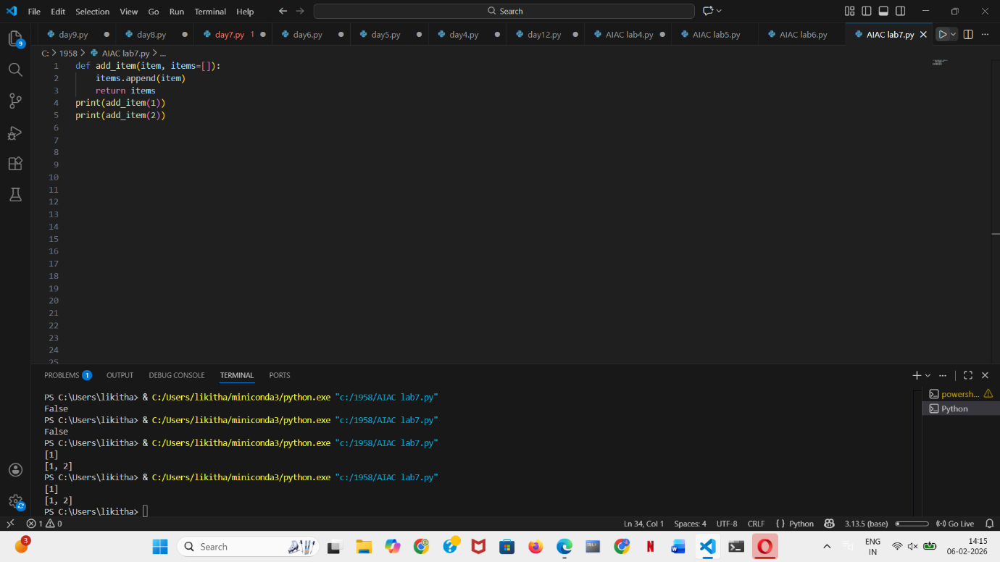 File Edit Selection View Go Run Terminal Help Search
9
day9.py day8.py day7.py 1 day6.py day5.py day4.py day12.py AIAC lab4.py AIAC lab5.py AIAC lab6.py AIAC lab7.py
C: > 1958 > AIAC lab7.py > ...
1 def add_item(item, items=[]):
2     items.append(item)
3     return items
4 print(add_item(1))
5 print(add_item(2))
6
7
8
9
10
11
12
13
14
15
16
17
18
19
20
21
22
23
24
25
PROBLEMS 1 OUTPUT DEBUG CONSOLE TERMINAL PORTS
PS C:\Users\likitha> & C:/Users/likitha/miniconda3/python.exe "c:/1958/AIAC lab7.py"
False
PS C:\Users\likitha> & C:/Users/likitha/miniconda3/python.exe "c:/1958/AIAC lab7.py"
False
PS C:\Users\likitha> & C:/Users/likitha/miniconda3/python.exe "c:/1958/AIAC lab7.py"
[1]
[1, 2]
PS C:\Users\likitha> & C:/Users/likitha/miniconda3/python.exe "c:/1958/AIAC lab7.py"
[1]
[1, 2]
PS C:\Users\likitha>
powersh...
Python
1 0 Ln 34, Col 1 Spaces: 4 UTF-8 CRLF {} Python 3.13.5 (base) Go Live
3 Search ENG IN 14:15 06-02-2026